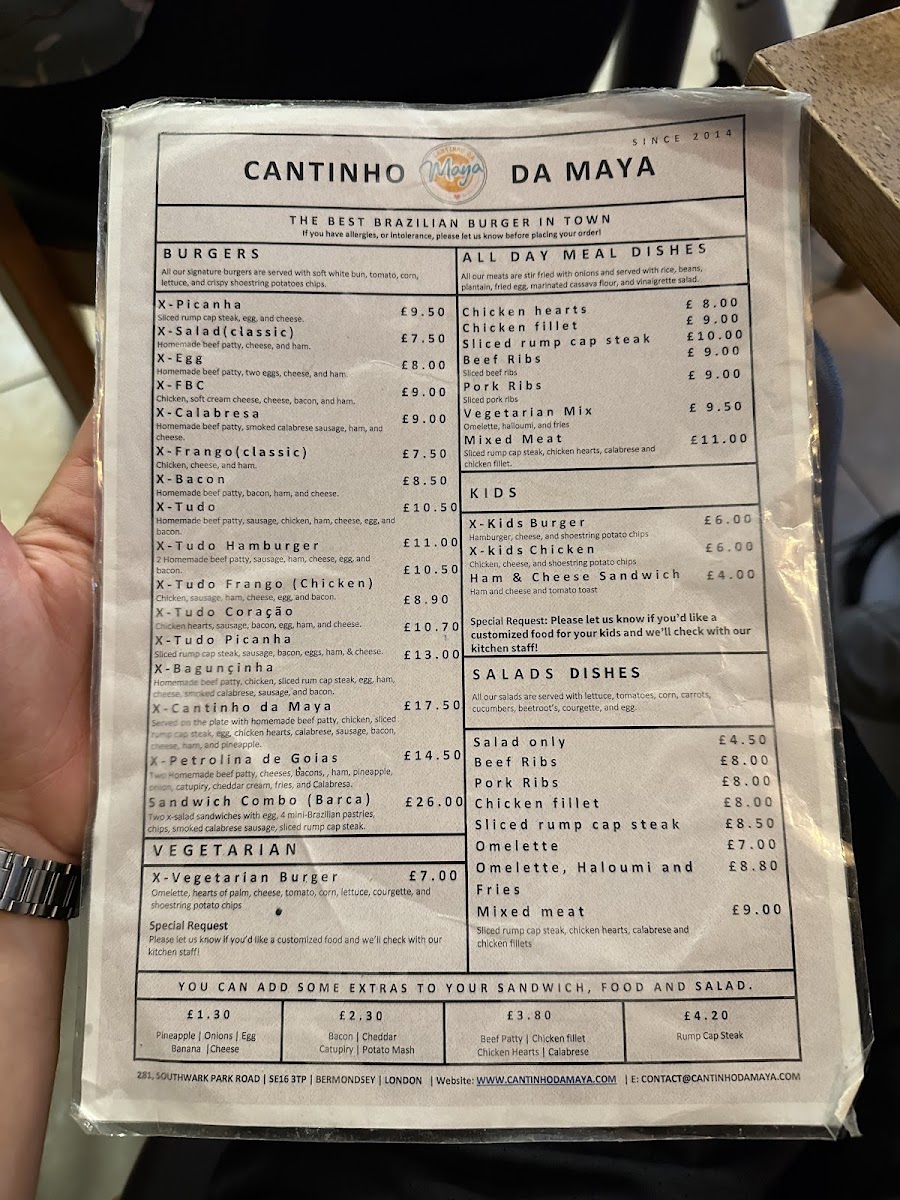 SINCE 2014
CANTINHO Maya DA MAYA
THE BEST BRAZILIAN BURGER IN TOWN
If you have allergies, or intolerance, please let us know before placing your order!
BURGERS
All our signature burgers are served with soft white bun, tomato, corn,
lettuce, and crispy shoestring potatoes chips.
X-Picanha £9.50
Sliced rump cap steak, egg, and cheese.
X-Salad(classic) £7.50
Homemade beef patty, cheese, and ham.
X-Egg £8.00
Homemade beef patty, two eggs, cheese, and ham.
X-FBC £9.00
Chicken, soft cream cheese, cheese, bacon, and ham.
X-Calabresa £9.00
Homemade beef patty, smoked calabrese sausage, ham, and
cheese.
X-Frango(classic) £7.50
Chicken, cheese, and ham.
X-Bacon £8.50
Homemade beef patty, bacon, ham, and cheese.
X-Tudo £10.50
Homemade beef patty, sausage, chicken, ham, cheese, egg, and
bacon.
X-Tudo Hamburger £11.00
2 Homemade beef patty, sausage, ham, cheese, egg, and
bacon. £10.50
X-Tudo Frango (Chicken)
Chicken, sausage, ham, cheese, egg, and bacon. £8.90
X-Tudo Coração
Chicken hearts, sausage, bacon, egg, ham, and cheese. £10.70
X-Tudo Picanha
Sliced rump cap steak, sausage, bacon, eggs, ham, & cheese. £13.00
X-Bagunçinha
Homemade beef patty, chicken, sliced rum cap steak, egg, ham,
cheese, smoked calabrese, sausage, and bacon.
X-Cantinho da Maya £17.50
Served on the plate with homemade beef patty, chicken, sliced
rump cap steak, egg, chicken hearts, calabrese, sausage, bacon,
cheese, ham, and pineapple.
X-Petrolina de Goias £14.50
Two Homemade beef patty, cheeses, bacons, , ham, pineapple,
onion, catupiry, cheddar cream, fries, and Calabresa.
Sandwich Combo (Barca) £26.00
Two x-salad sandwiches with egg, 4 mini-Brazilian pastries,
chips, smoked calabrese sausage, sliced rump cap steak.
VEGETARIAN
X-Vegetarian Burger £7.00
Omelette, hearts of palm, cheese, tomato, corn, lettuce, courgette, and
shoestring potato chips
Special Request
Please let us know if you'd like a customized food and we'll check with our
kitchen staff!
ALL DAY MEAL DISHES
All our meats are stir fried with onions and served with rice, beans,
plantain, fried egg, marinated cassava flour, and vinaigrette salad.
Chicken hearts £ 8.00
Chicken fillet £ 9.00
Sliced rump cap steak £10.00
Beef Ribs £ 9.00
Sliced beef ribs
Pork Ribs £ 9.00
Sliced pork ribs
Vegetarian Mix £ 9.50
Omelette, halloumi, and fries
Mixed Meat £11.00
Sliced rump cap steak, chicken hearts, calabrese and
chicken fillet.
KIDS
X-Kids Burger £6.00
Hamburger, cheese, and shoestring potato chips
X-kids Chicken £6.00
Chicken, cheese, and shoestring potato chips
Ham & Cheese Sandwich £4.00
Ham and cheese and tomato toast
Special Request: Please let us know if you'd like a
customized food for your kids and we'll check with our
kitchen staff!
SALADS DISHES
All our salads are served with lettuce, tomatoes, corn, carrots,
cucumbers, beetroot's, courgette, and egg.
Salad only £4.50
Beef Ribs £8.00
Pork Ribs £8.00
Chicken fillet £8.00
Sliced rump cap steak £8.50
Omelette £7.00
Omelette, Haloumi and £8.80
Fries
Mixed meat £9.00
Sliced rump cap steak, chicken hearts, calabrese and
chicken fillets
YOU CAN ADD SOME EXTRAS TO YOUR SANDWICH, FOOD AND SALAD.
£1.30
Pineapple | Onions | Egg
Banana |Cheese
£2.30
Bacon | Cheddar
Catupiry | Potato Mash
£3.80
Beef Patty | Chicken fillet
Chicken Hearts | Calabrese
£4.20
Rump Cap Steak
281, SOUTHWARK PARK ROAD | SE16 3TP | BERMONDSEY | LONDON | Website: WWW.CANTINHODAMAYA.COM | E: CONTACT@CANTINHODAMAYA.COM